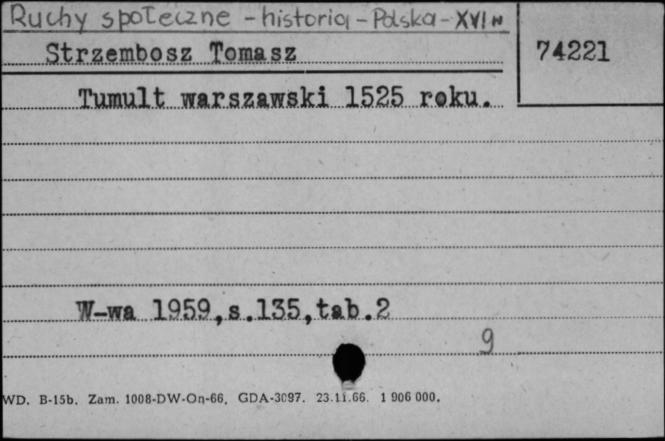 Ruchy społeczne - historia - Polska - XVI w
Strzembosz Tomasz
74221
Tumult warszawski 1525 roku.
W-wa 1959,s.135,tab.2
9
WD. B-15b. Zam. 1008-DW-On-66. GDA-3097. 23.11.66. 1 906 000.